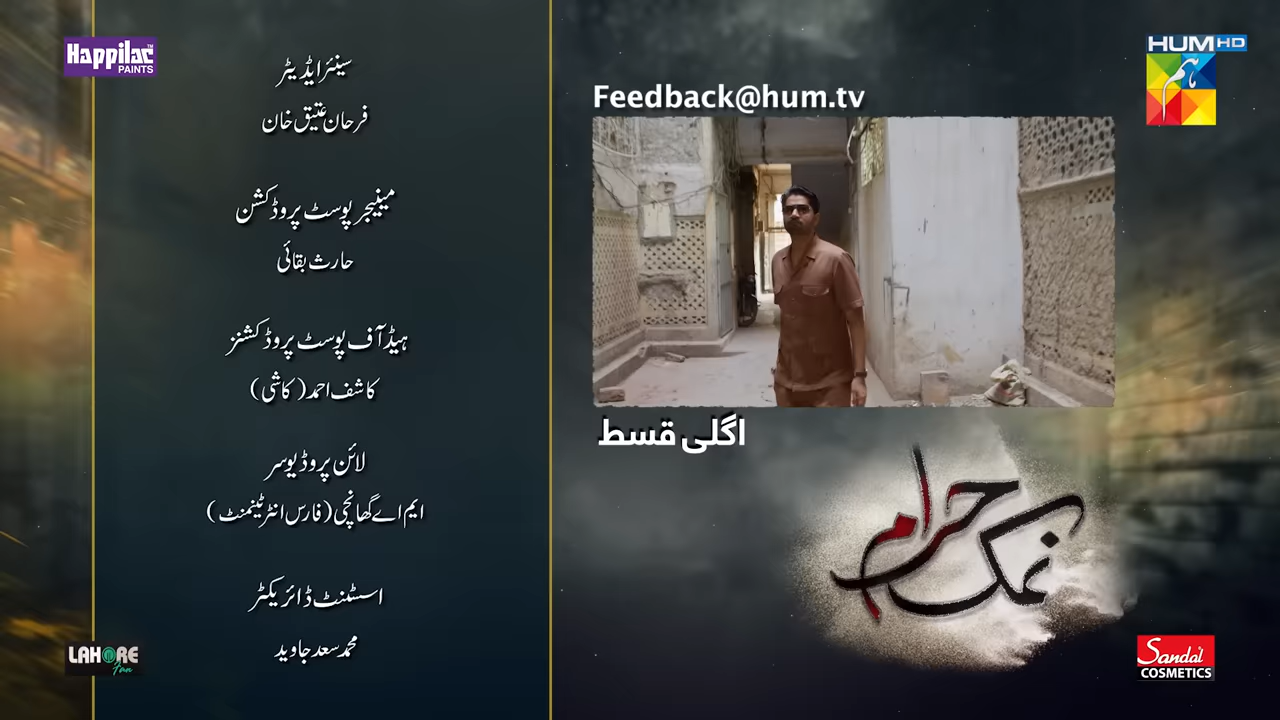 Happilac
PAINTS
سینئر ایڈیٹر
فرحان عتیق خان
مینیجر پوسٹ پروڈکشن
حارث بقائی
ہیڈ آف پوسٹ پروڈکشنز
کاشف احمد (کاشی)
لائن پروڈیوسر
ایم اے گھانچی (فارس انٹرٹینمنٹ)
اسسٹنٹ ڈائریکٹر
محمد سعد جاوید
LAHORE
Fan
HUM HD
ہم
Feedback@hum.tv
اگلی قسط
نمک حرام
Sandal
COSMETICS